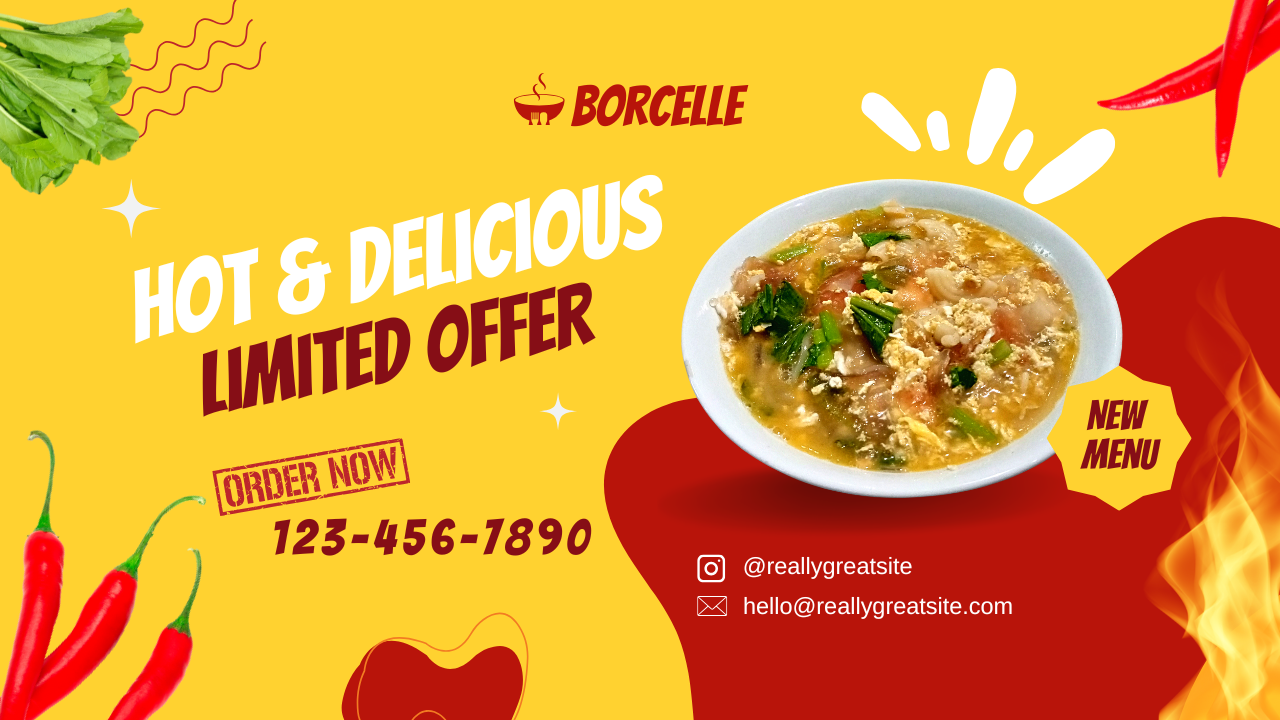 BORCELLE
HOT & DELICIOUS
LIMITED OFFER
ORDER NOW
123-456-7890
NEW
MENU
@reallygreatsite
hello@reallygreatsite.com